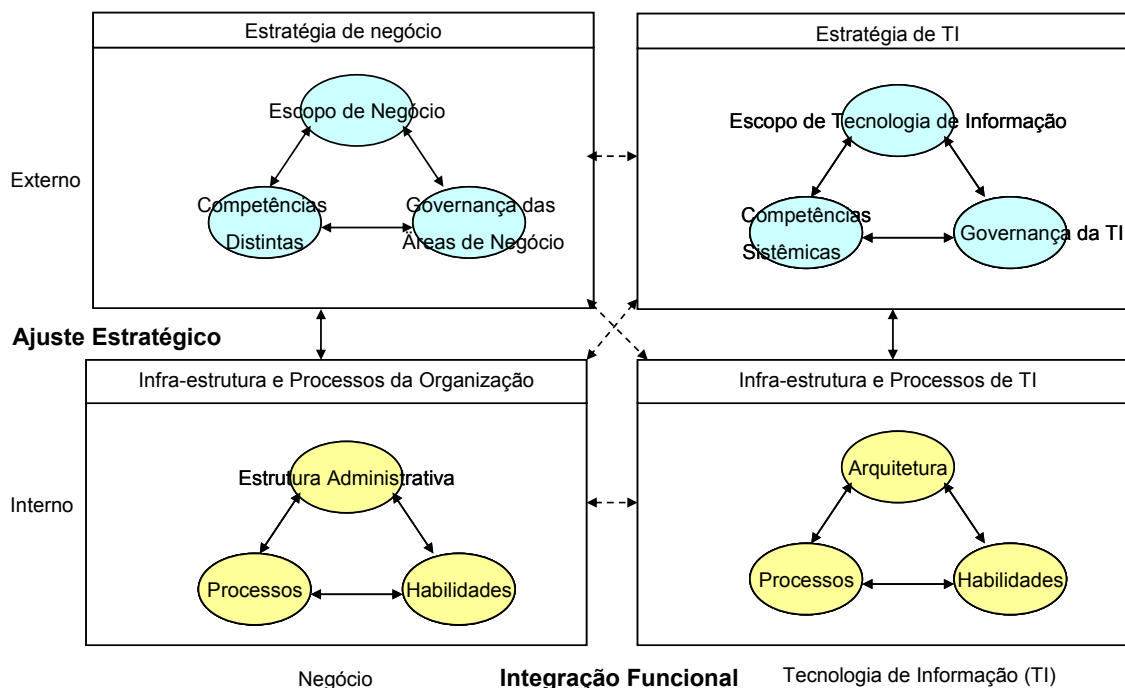 Estratégia de negócio
Estratégia de TI
Escopo de Negócio
Escopo de Tecnologia de Informação
Externo
Competências
Distintas
Governança das
Äreas de Negócio
Competências
Sistêmicas
Governança da TI
Ajuste Estratégico
Infra-estrutura e Processos da Organização
Infra-estrutura e Processos de TI
Estrutura Administrativa
Arquitetura
Interno
Processos
Habilidades
Processos
Habilidades
Negócio
Integração Funcional
Tecnologia de Informação (TI)